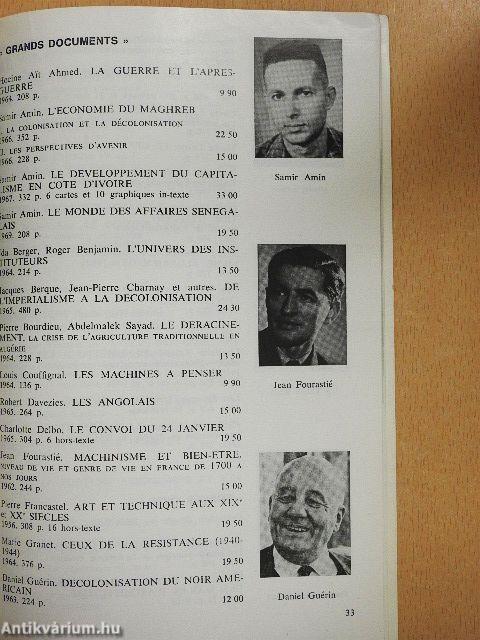 « GRANDS DOCUMENTS »
Hocine Aït Ahmed. LA GUERRE ET L'APRES-
GUERRE
1964. 208 p. 9 90
Samir Amin. L'ECONOMIE DU MAGHREB
I. LA COLONISATION ET LA DÉCOLONISATION
1966. 352 p. 22 50
II. LES PERSPECTIVES D'AVENIR
1966. 228 p. 15 00
Samir Amin. LE DEVELOPPEMENT DU CAPITA-
LISME EN COTE D'IVOIRE
1967. 332 p. 6 cartes et 10 graphiques in-texte 33 00
Samir Amin. LE MONDE DES AFFAIRES SENEGA-
LAIS
1969. 208 p. 19 50
Ida Berger, Roger Benjamin. L'UNIVERS DES INS-
TITUTEURS
1964. 214 p. 13 50
Jacques Berque, Jean-Pierre Charnay et autres. DE
L'IMPERIALISME A LA DECOLONISATION
1965. 480 p. 24 30
Pierre Bourdieu, Abdelmalek Sayad. LE DERACINE-
MENT. LA CRISE DE L'AGRICULTURE TRADITIONNELLE EN
ALGÉRIE
1964. 228 p. 13 50
Louis Couffignal. LES MACHINES A PENSER
1964. 136 p. 9 90
Robert Davezies. LES ANGOLAIS
1965. 264 p. 15 00
Charlotte Delbo. LE CONVOI DU 24 JANVIER
1965. 304 p. 6 hors-texte 19 50
Jean Fourastié. MACHINISME ET BIEN-ETRE.
NIVEAU DE VIE ET GENRE DE VIE EN FRANCE DE 1700 A
NOS JOURS
1962. 244 p. 15 00
Pierre Francastel. ART ET TECHNIQUE AUX XIXe
et XXe SIECLES
1956. 308 p. 16 hors-texte 19 50
Marie Granet. CEUX DE LA RESISTANCE (1940-
1944)
1964. 376 p. 19 50
Daniel Guérin. DECOLONISATION DU NOIR AME-
RICAIN
1963. 224 p. 12 00
Samir Amin
Jean Fourastié
Daniel Guérin
33
Antikvárium.hu